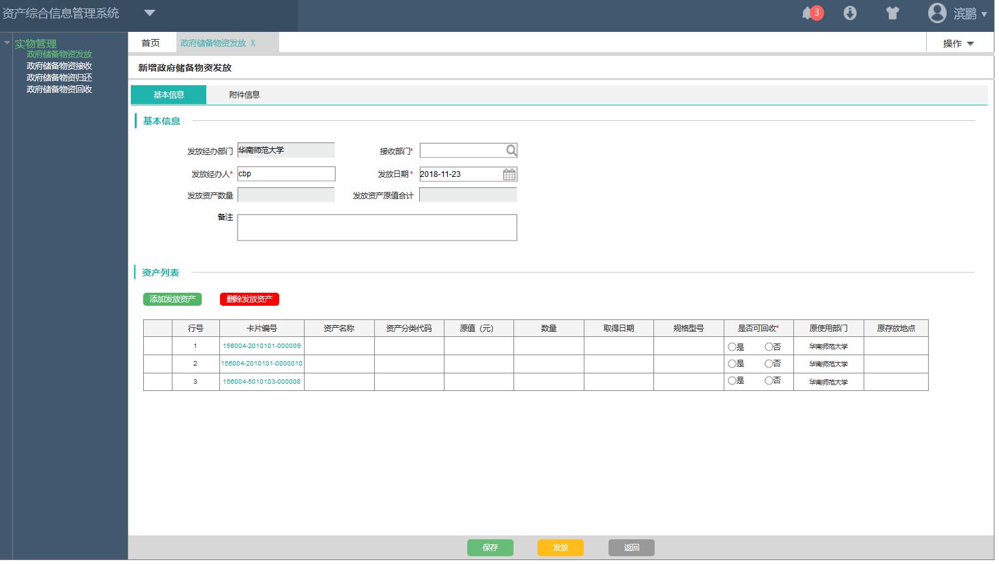 资产综合信息管理系统
3
滨鹏
实物管理
政府储备物资发放
政府储备物资接收
政府储备物资归还
政府储备物资回收
首页
政府储备物资发放 X
操作
新增政府储备物资发放
基本信息
附件信息
基本信息
发放经办部门 华南师范大学
接收部门*
发放经办人* cbp
发放日期* 2018-11-23
发放资产数量
发放资产原值合计
备注
资产列表
添加发放资产
删除发放资产
行号 卡片编号 资产名称 资产分类代码 原值（元） 数量 取得日期 规格型号 是否可回收* 原使用部门 原存放地点
1 156004-2010101-000009 是 否 华南师范大学
2 156004-2010101-0000010 是 否 华南师范大学
3 156004-5010103-000008 是 否 华南师范大学
保存 发放 返回